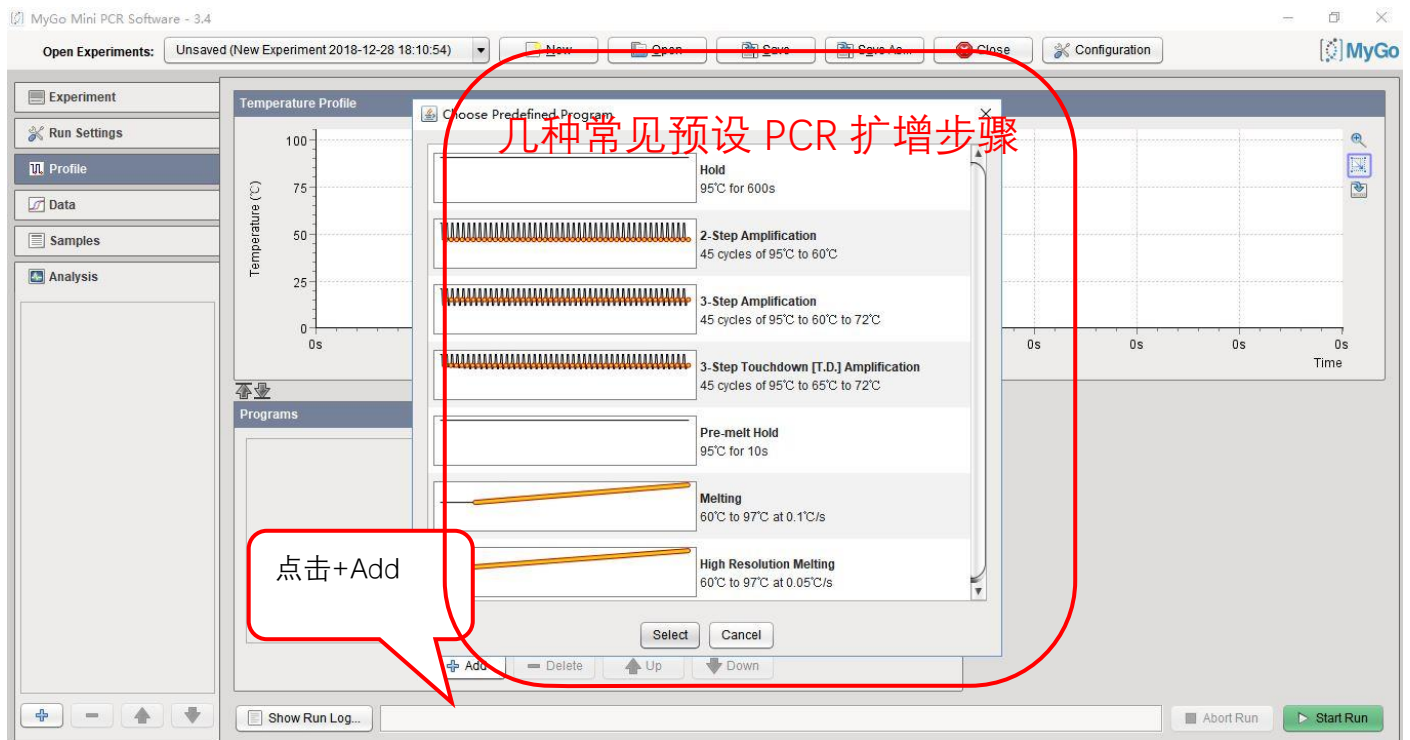 MyGo Mini PCR Software - 3.4
Open Experiments: Unsaved (New Experiment 2018-12-28 18:10:54) New Open Save Save As... Close Configuration MyGo
Experiment
Run Settings
Profile
Data
Samples
Analysis
Temperature Profile
Temperature (℃)
100
75
50
25
0
0s
0s
0s
0s
0s
Time
Choose Predefined Program
几种常见预设 PCR 扩增步骤
Hold
95℃ for 600s
2-Step Amplification
45 cycles of 95℃ to 60℃
3-Step Amplification
45 cycles of 95℃ to 60℃ to 72℃
3-Step Touchdown [T.D.] Amplification
45 cycles of 95℃ to 65℃ to 72℃
Pre-melt Hold
95℃ for 10s
Melting
60℃ to 97℃ at 0.1℃/s
High Resolution Melting
60℃ to 97℃ at 0.05℃/s
Select Cancel
Programs
点击+Add
Add Delete Up Down
Show Run Log... Abort Run Start Run